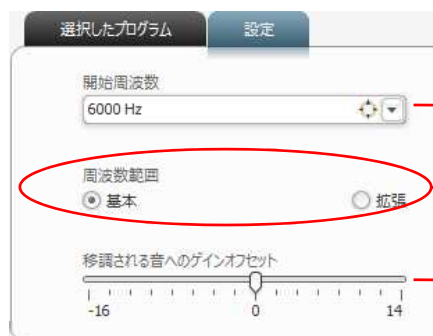 選択したプログラム 設定
開始周波数
6000 Hz
周波数範囲
基本 拡張
移調される音へのゲインオフセット
-16 0 14